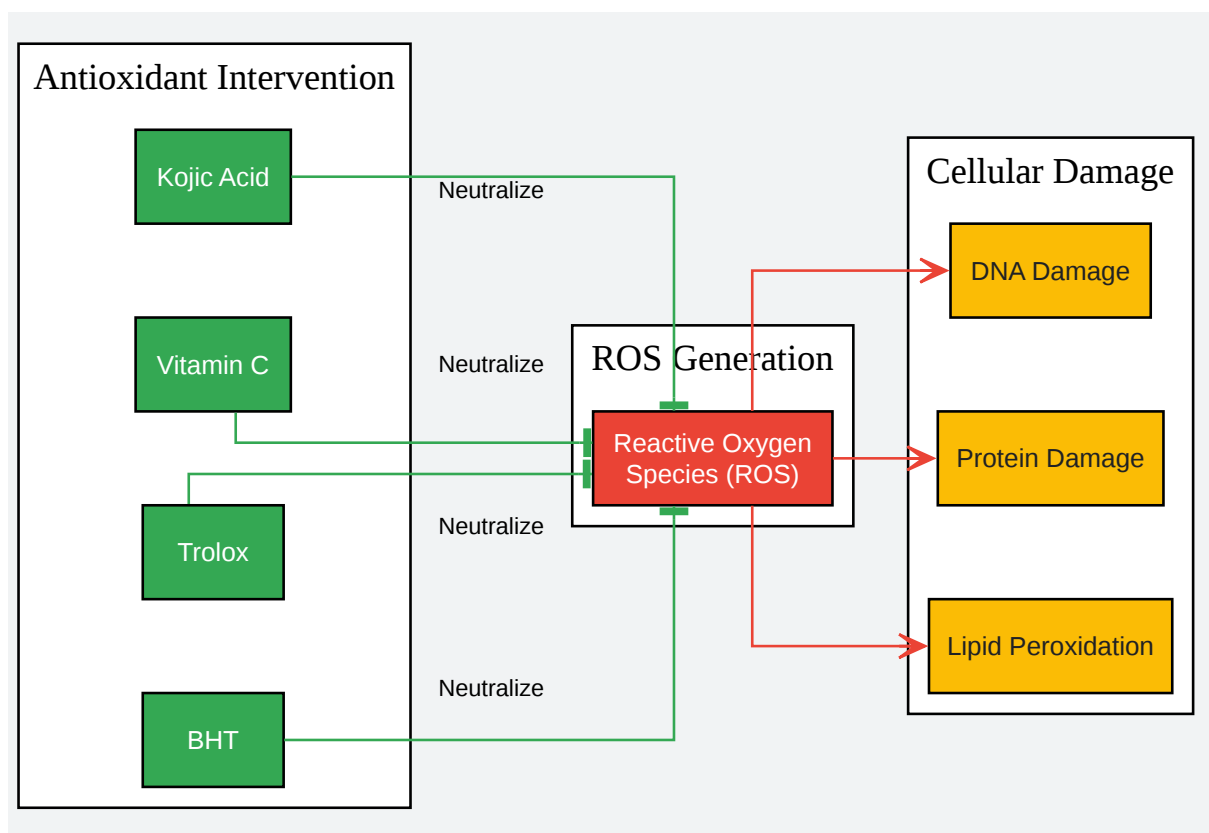 Antioxidant Intervention
Kojic Acid
Vitamin C
Trolox
BHT
Neutralize
Neutralize
Neutralize
Neutralize
ROS Generation
Reactive Oxygen
Species (ROS)
Cellular Damage
DNA Damage
Protein Damage
Lipid Peroxidation